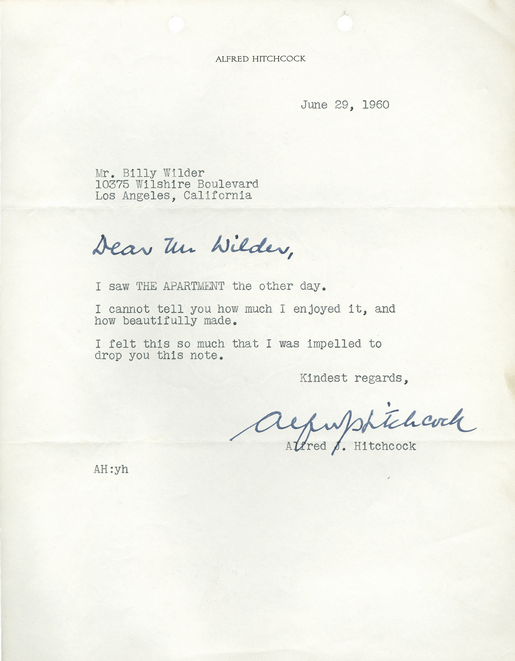 ALFRED HITCHCOCK
June 29, 1960
Mr. Billy Wilder
10375 Wilshire Boulevard
Los Angeles, California
Dear Mr Wilder,
I saw THE APARTMENT the other day.
I cannot tell you how much I enjoyed it, and
how beautifully made.
I felt this so much that I was impelled to
drop you this note.
Kindest regards,
Alfred J Hitchcock
Alfred J. Hitchcock
AH:yh